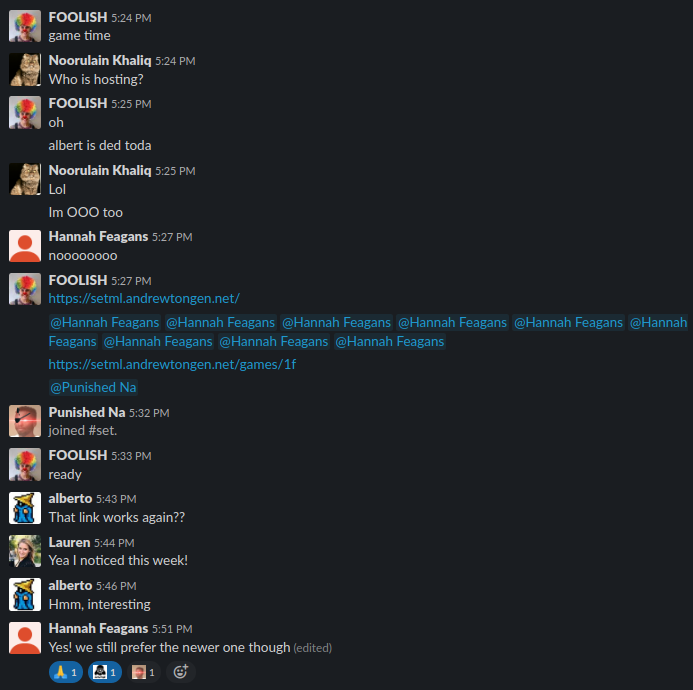 FOOLISH 5:24 PM
game time
Noorulain Khaliq 5:24 PM
Who is hosting?
FOOLISH 5:25 PM
oh
albert is ded toda
Noorulain Khaliq 5:25 PM
Lol
Im OOO too
Hannah Feagans 5:27 PM
noooooooo
FOOLISH 5:27 PM
https://setml.andrewtongen.net/
@Hannah Feagans @Hannah Feagans @Hannah Feagans @Hannah Feagans @Hannah Feagans @Hannah
Feagans @Hannah Feagans @Hannah Feagans @Hannah Feagans
https://setml.andrewtongen.net/games/1f
@Punished Na
Punished Na 5:32 PM
joined #set.
FOOLISH 5:33 PM
ready
alberto 5:43 PM
That link works again??
Lauren 5:44 PM
Yea I noticed this week!
alberto 5:46 PM
Hmm, interesting
Hannah Feagans 5:51 PM
Yes! we still prefer the newer one though (edited)
1 1 1